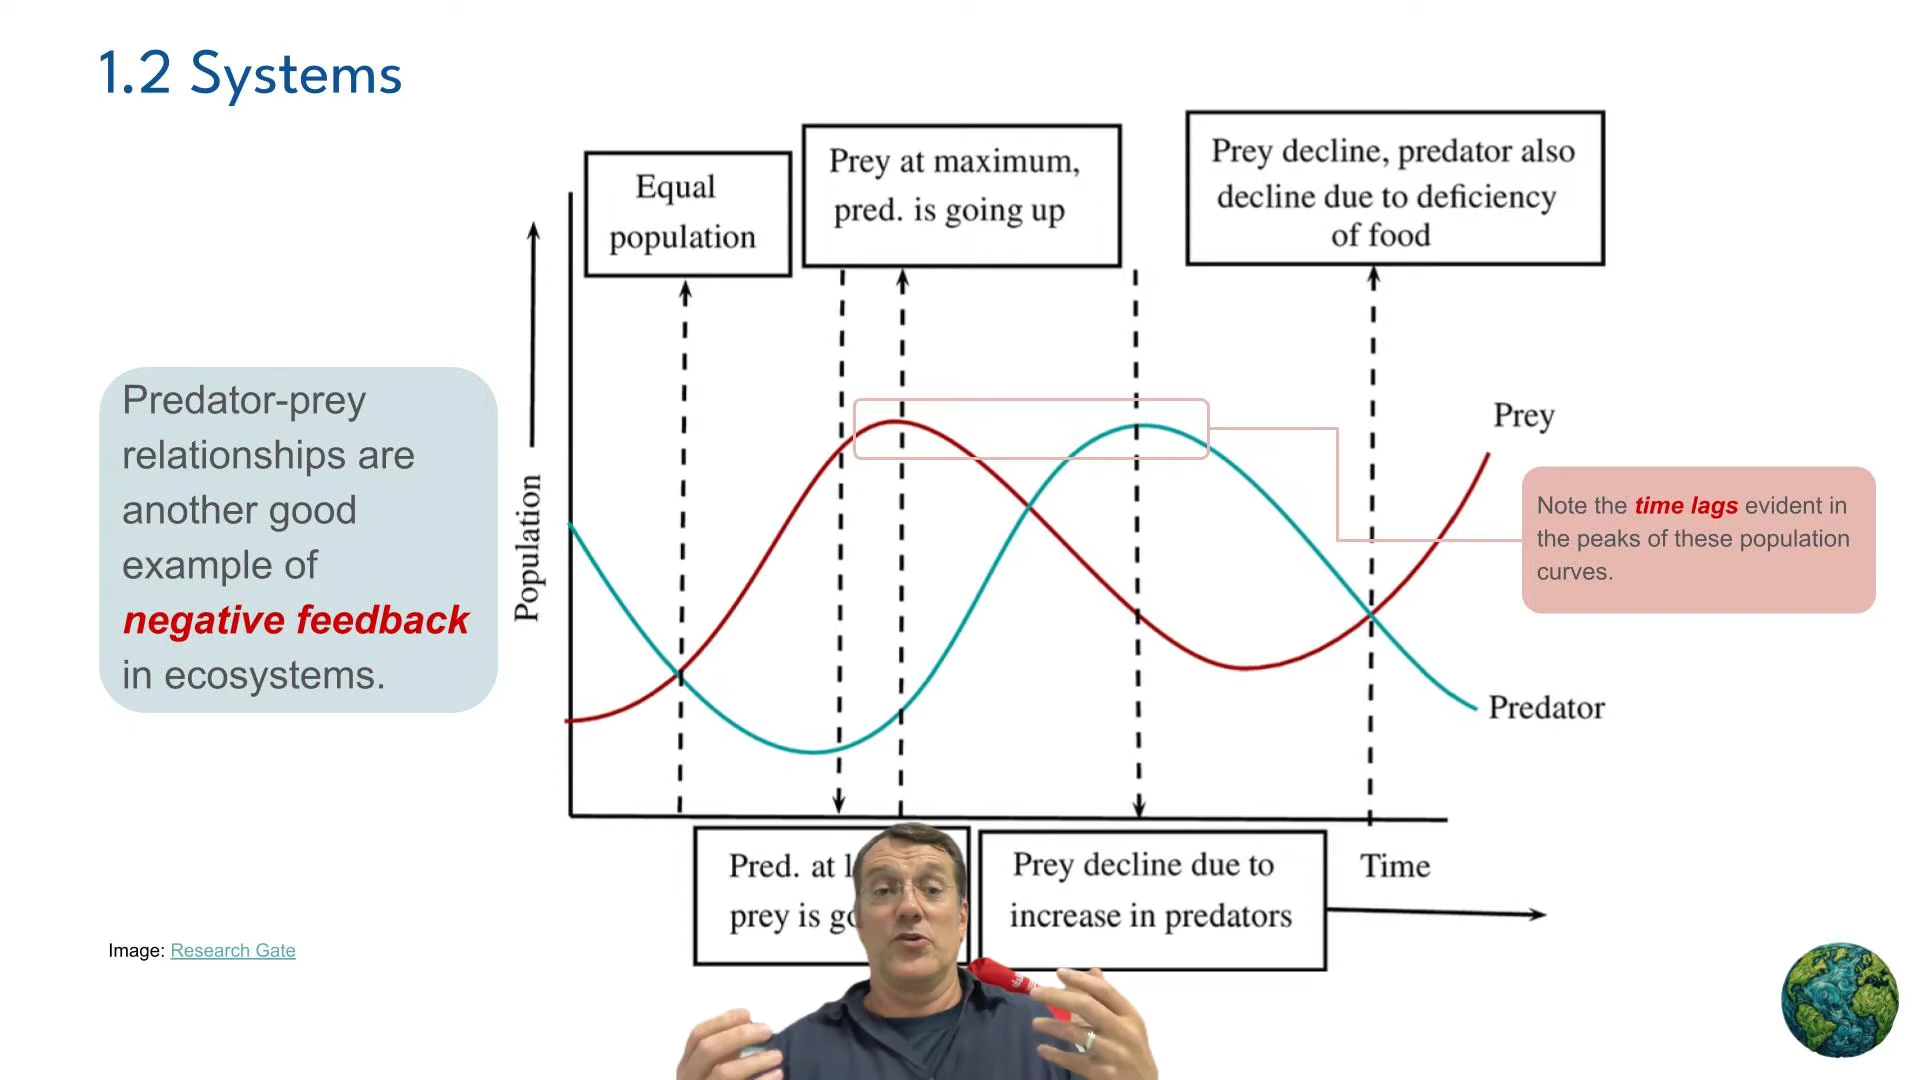 1.2 Systems
Equal
population
Prey at maximum,
pred. is going up
Prey decline, predator also
decline due to deficiency
of food
Predator-prey
relationships are
another good
example of
negative feedback
in ecosystems.
Population
Prey
Note the time lags evident in
the peaks of these population
curves.
Predator
Pred. at
prey is
Prey decline due to
increase in predators
Time
Image: Research Gate